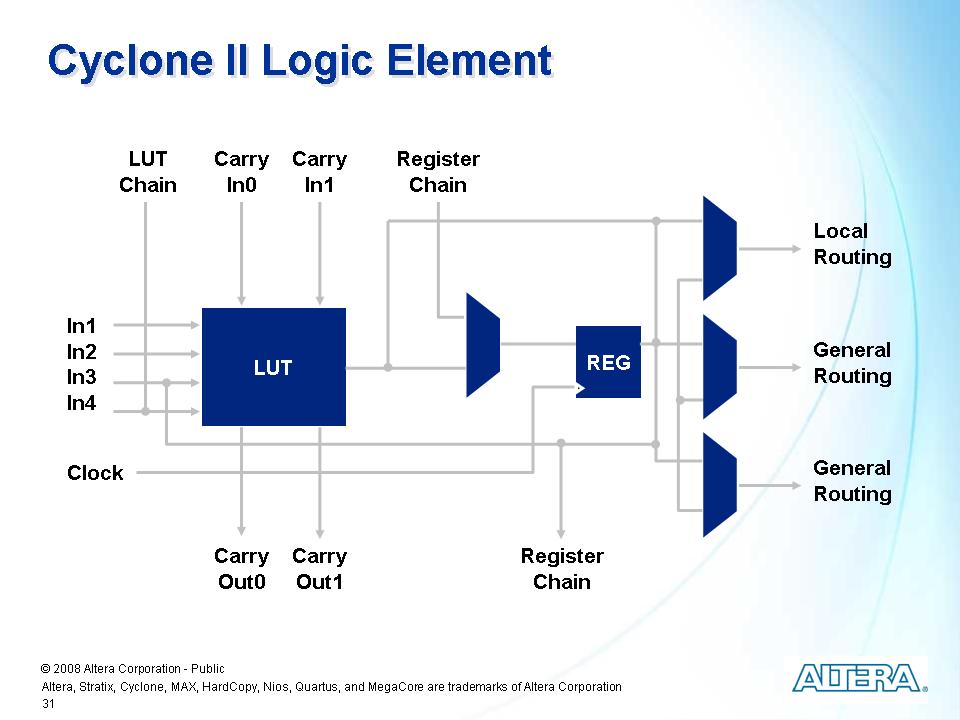 Cyclone II Logic Element
LUT
Chain
Carry
In0
Carry
In1
Register
Chain
Local
Routing
In1
In2
In3
In4
LUT
REG
General
Routing
Clock
General
Routing
Carry
Out0
Carry
Out1
Register
Chain
© 2008 Altera Corporation - Public
Altera, Stratix, Cyclone, MAX, HardCopy, Nios, Quartus, and MegaCore are trademarks of Altera Corporation
31
ALTERA®